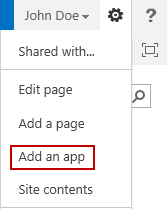 John Doe
?
Shared with...
Edit page
Add a page
Add an app
Site contents